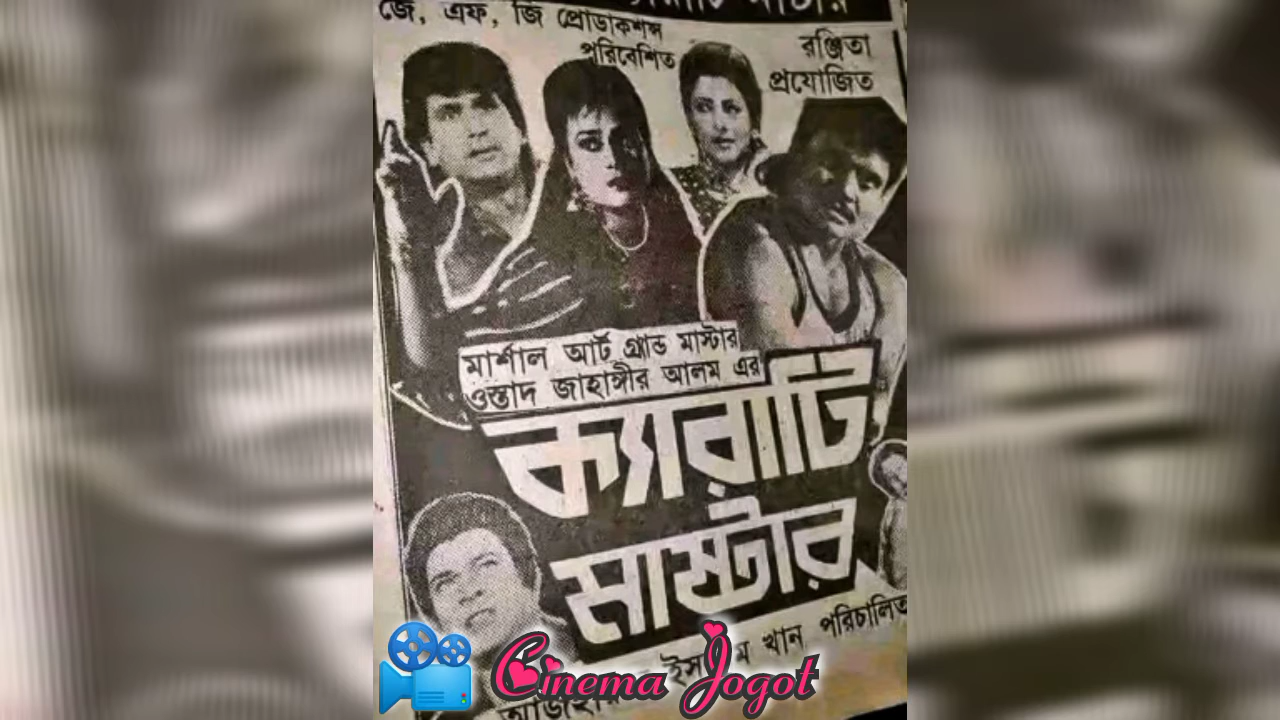 জে, এফ, জি প্রোডাকশন্স
পরিবেশিত
রঞ্জিতা
প্রযোজিত
মার্শাল আর্ট গ্র্যান্ড মাস্টার
ওস্তাদ জাহাঙ্গীর আলম এর
ক্যারাটি
মাষ্টার
খান পরিচালিত
Cinema Jogot